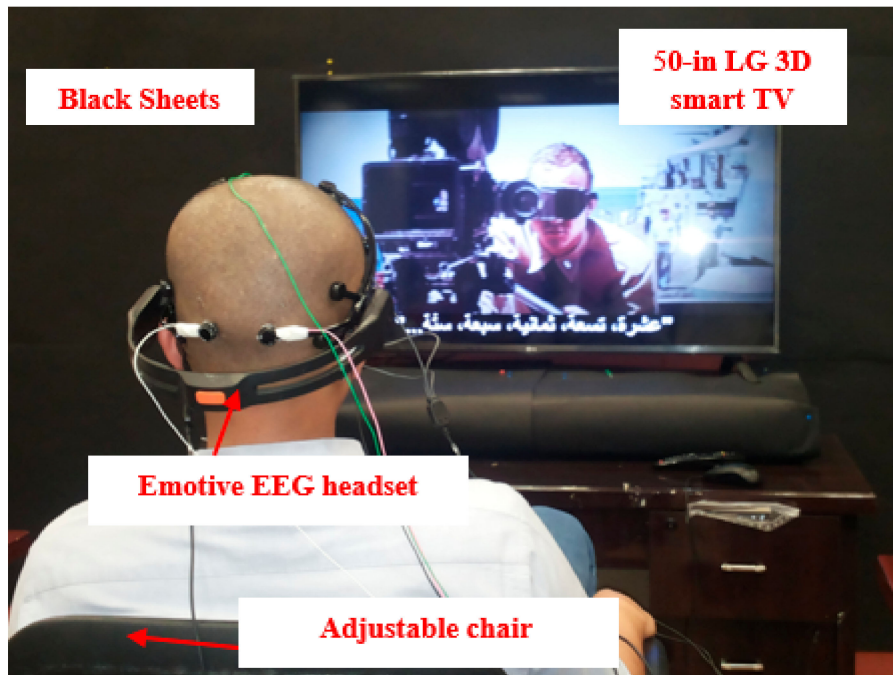 Black Sheets
50-in LG 3D
smart TV
"عشرة، تسعة، ثمانية، سبعة، ستة..."
Emotive EEG headset
Adjustable chair